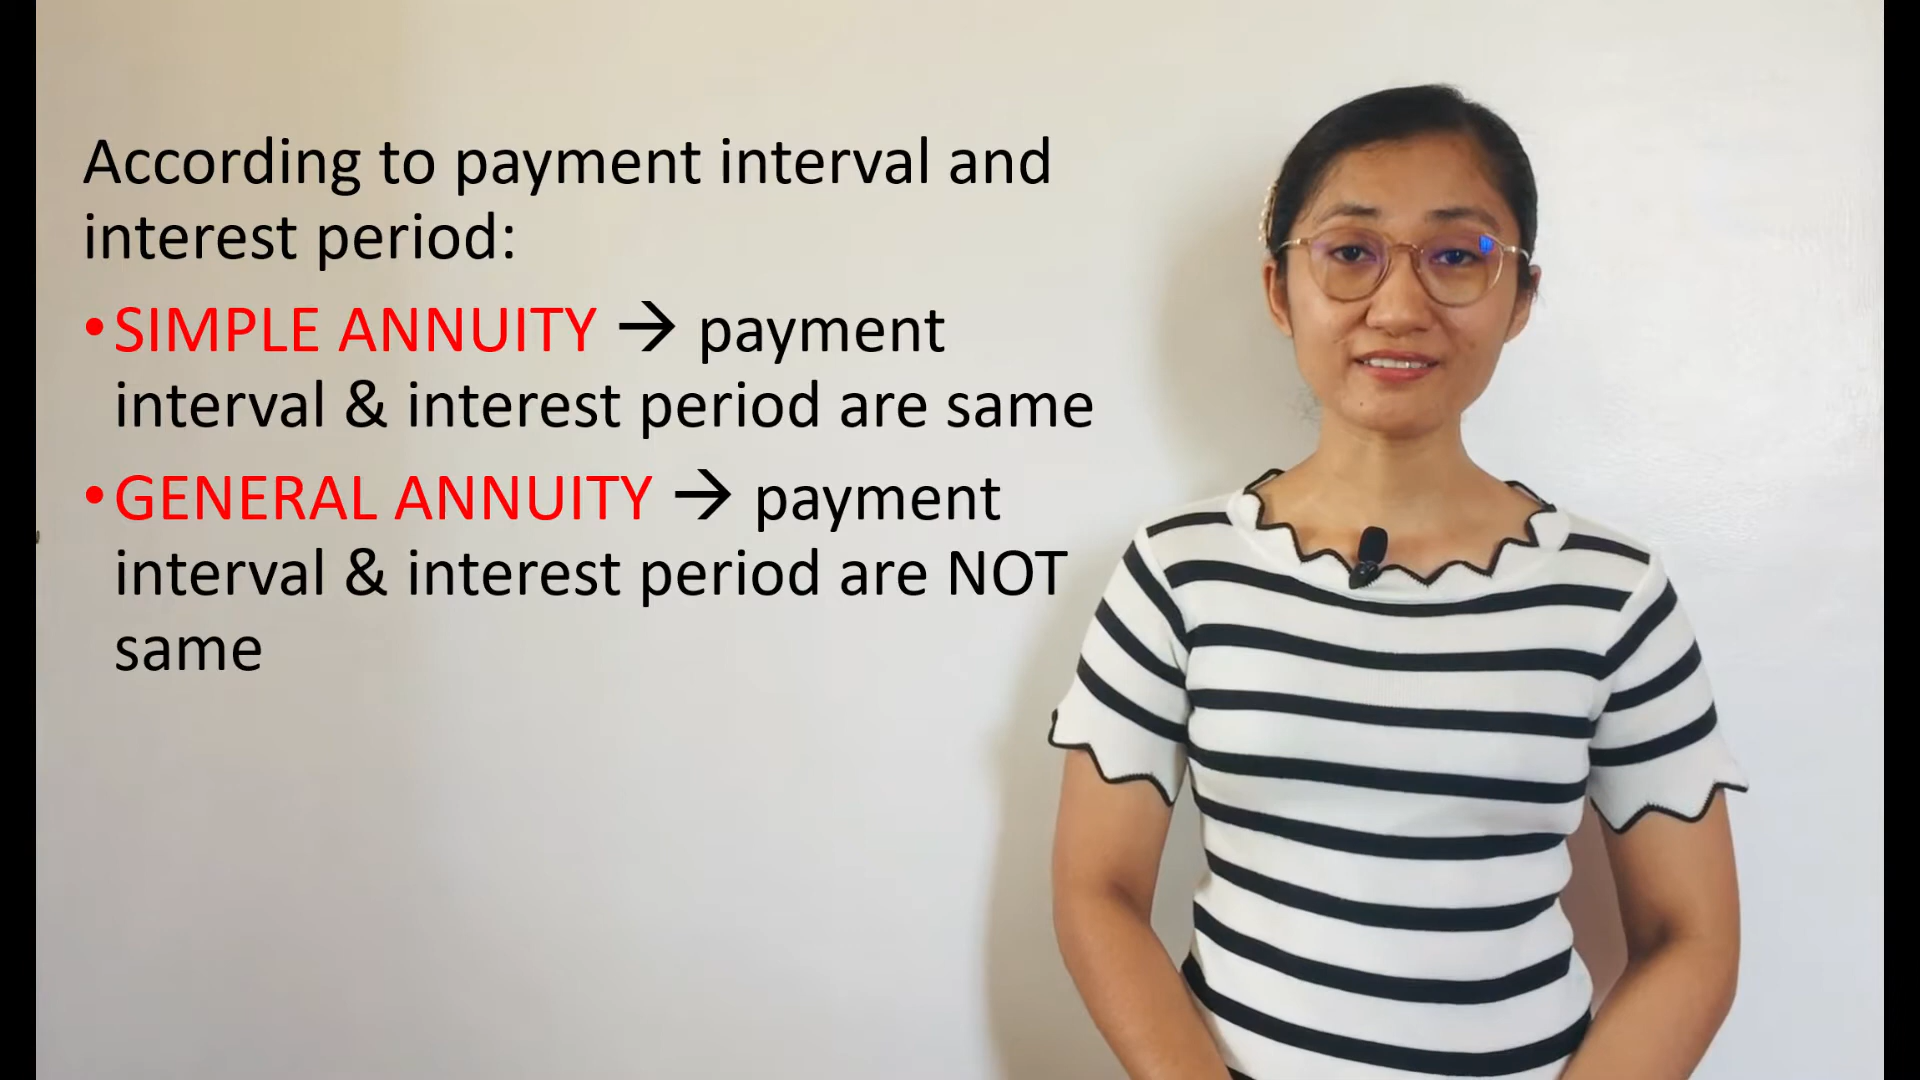 According to payment interval and
interest period:
•SIMPLE ANNUITY → payment
interval & interest period are same
•GENERAL ANNUITY → payment
interval & interest period are NOT
same